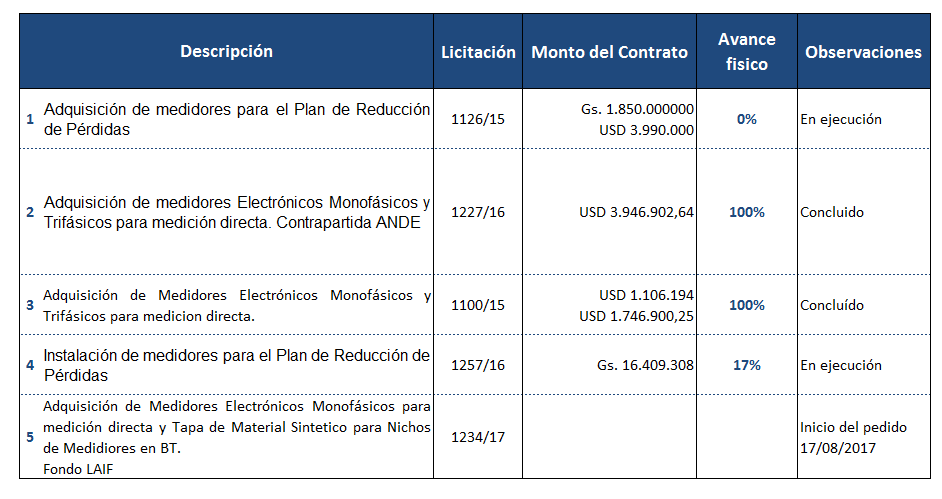 Descripción
Licitación
Monto del Contrato
Avance
fisico
Observaciones
1
Adquisición de medidores para el Plan de Reducción
de Pérdidas
1126/15
Gs. 1.850.000000
USD 3.990.000
0%
En ejecución
2
Adquisición de medidores Electrónicos Monofásicos y
Trifásicos para medición directa. Contrapartida ANDE
1227/16
USD 3.946.902,64
100%
Concluido
3
Adquisición de Medidores Electrónicos Monofásicos y
Trifásicos para medicion directa.
1100/15
USD 1.106.194
USD 1.746.900,25
100%
Concluído
4
Instalación de medidores para el Plan de Reducción de
Pérdidas
1257/16
Gs. 16.409.308
17%
En ejecución
5
Adquisición de Medidores Electrónicos Monofásicos para
medición directa y Tapa de Material Sintetico para Nichos
de Medidiores en BT.
Fondo LAIF
1234/17
Inicio del pedido
17/08/2017